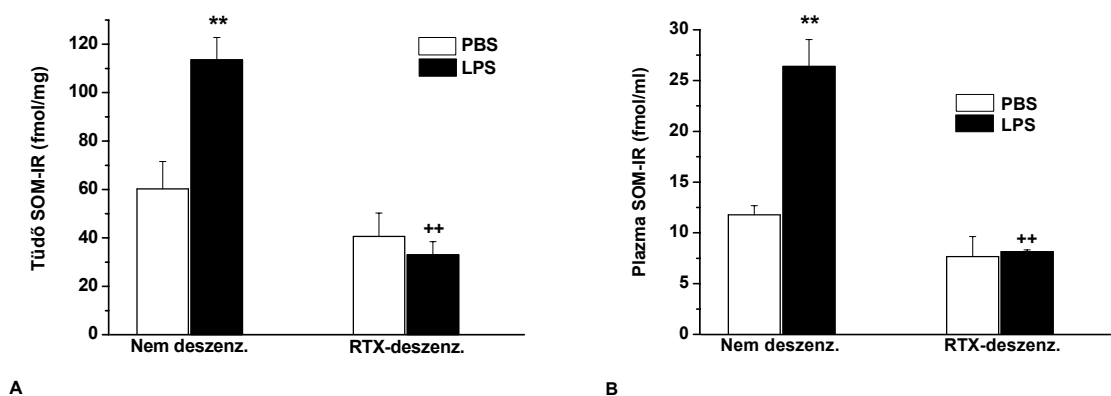 Tüdő SOM-IR (fmol/mg)
120
100
80
60
40
20
0
**
++
PBS
LPS
Nem deszenz.
RTX-deszenz.
A
Plazma SOM-IR (fmol/ml)
30
25
20
15
10
5
0
**
++
PBS
LPS
Nem deszenz.
RTX-deszenz.
B